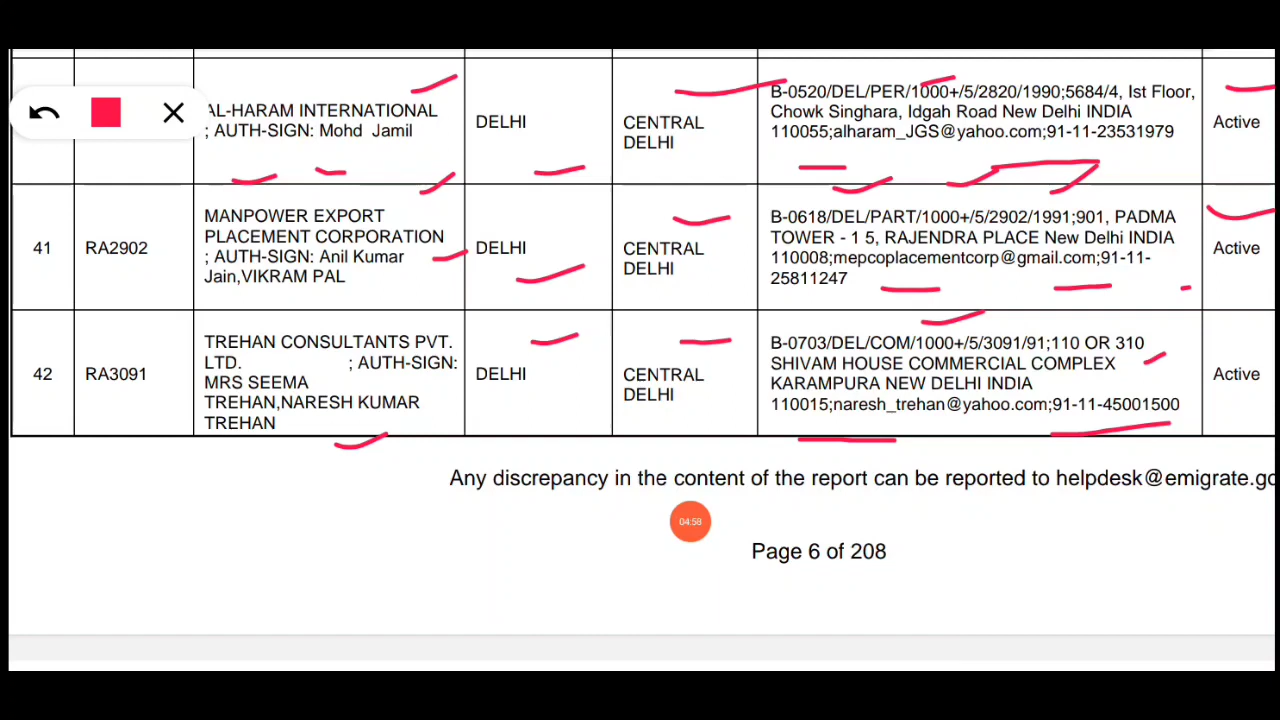 AL-HARAM INTERNATIONAL
; AUTH-SIGN: Mohd Jamil
DELHI
CENTRAL
DELHI
B-0520/DEL/PER/1000+/5/2820/1990;5684/4, Ist Floor,
Chowk Singhara, Idgah Road New Delhi INDIA
110055;alharam_JGS@yahoo.com;91-11-23531979
Active
41
RA2902
MANPOWER EXPORT
PLACEMENT CORPORATION
; AUTH-SIGN: Anil Kumar
Jain,VIKRAM PAL
DELHI
CENTRAL
DELHI
B-0618/DEL/PART/1000+/5/2902/1991;901, PADMA
TOWER - 1 5, RAJENDRA PLACE New Delhi INDIA
110008;mepcoplacementcorp@gmail.com;91-11-
25811247
Active
42
RA3091
TREHAN CONSULTANTS PVT.
LTD. ; AUTH-SIGN:
MRS SEEMA
TREHAN,NARESH KUMAR
TREHAN
DELHI
CENTRAL
DELHI
B-0703/DEL/COM/1000+/5/3091/91;110 OR 310
SHIVAM HOUSE COMMERCIAL COMPLEX
KARAMPURA NEW DELHI INDIA
110015;naresh_trehan@yahoo.com;91-11-45001500
Active
Any discrepancy in the content of the report can be reported to helpdesk@emigrate.go
04:58
Page 6 of 208